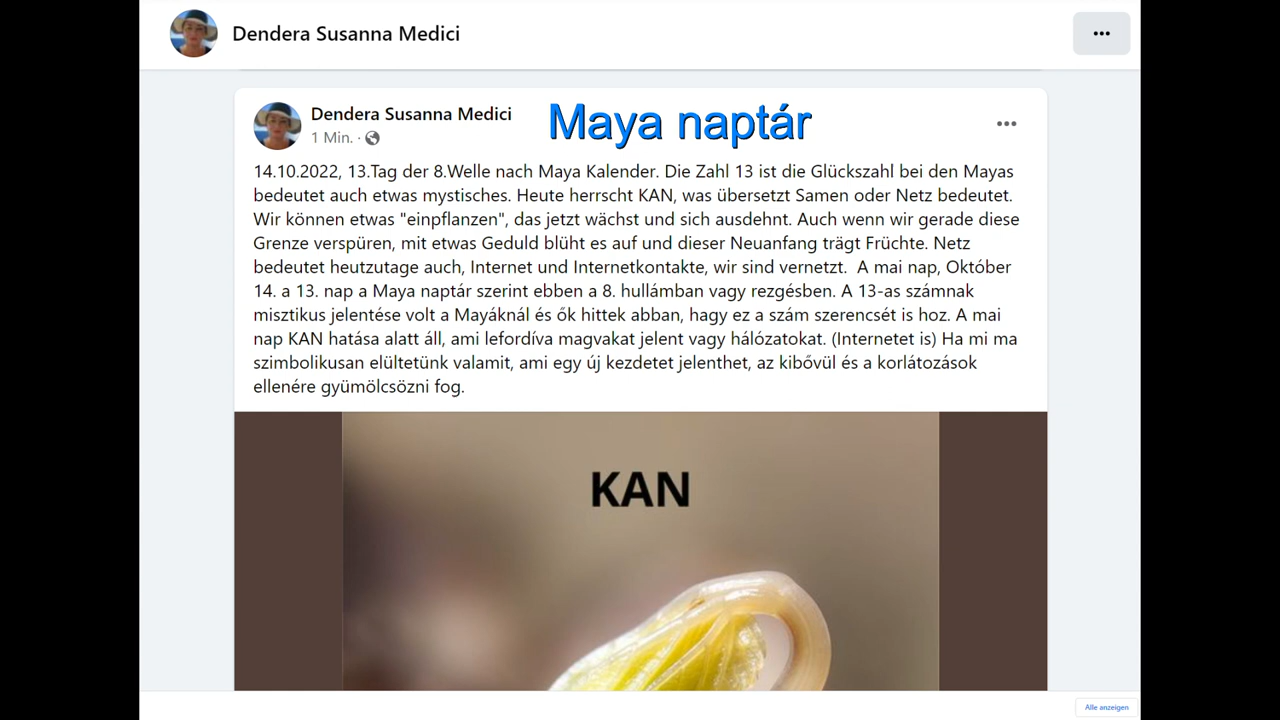 Dendera Susanna Medici
Dendera Susanna Medici
Maya naptár
1 Min. ·
14.10.2022, 13.Tag der 8.Welle nach Maya Kalender. Die Zahl 13 ist die Glückszahl bei den Mayas
bedeutet auch etwas mystisches. Heute herrscht KAN, was übersetzt Samen oder Netz bedeutet.
Wir können etwas "einpflanzen", das jetzt wächst und sich ausdehnt. Auch wenn wir gerade diese
Grenze verspüren, mit etwas Geduld blüht es auf und dieser Neuanfang trägt Früchte. Netz
bedeutet heutzutage auch, Internet und Internetkontakte, wir sind vernetzt.  A mai nap, Október
14. a 13. nap a Maya naptár szerint ebben a 8. hullámban vagy rezgésben. A 13-as számnak
misztikus jelentése volt a Mayáknál és ők hittek abban, hagy ez a szám szerencsét is hoz. A mai
nap KAN hatása alatt áll, ami lefordíva magvakat jelent vagy hálózatokat. (Internetet is) Ha mi ma
szimbolikusan elültetünk valamit, ami egy új kezdetet jelenthet, az kibővül és a korlátozások
ellenére gyümölcsözni fog.
KAN
Alle anzeigen